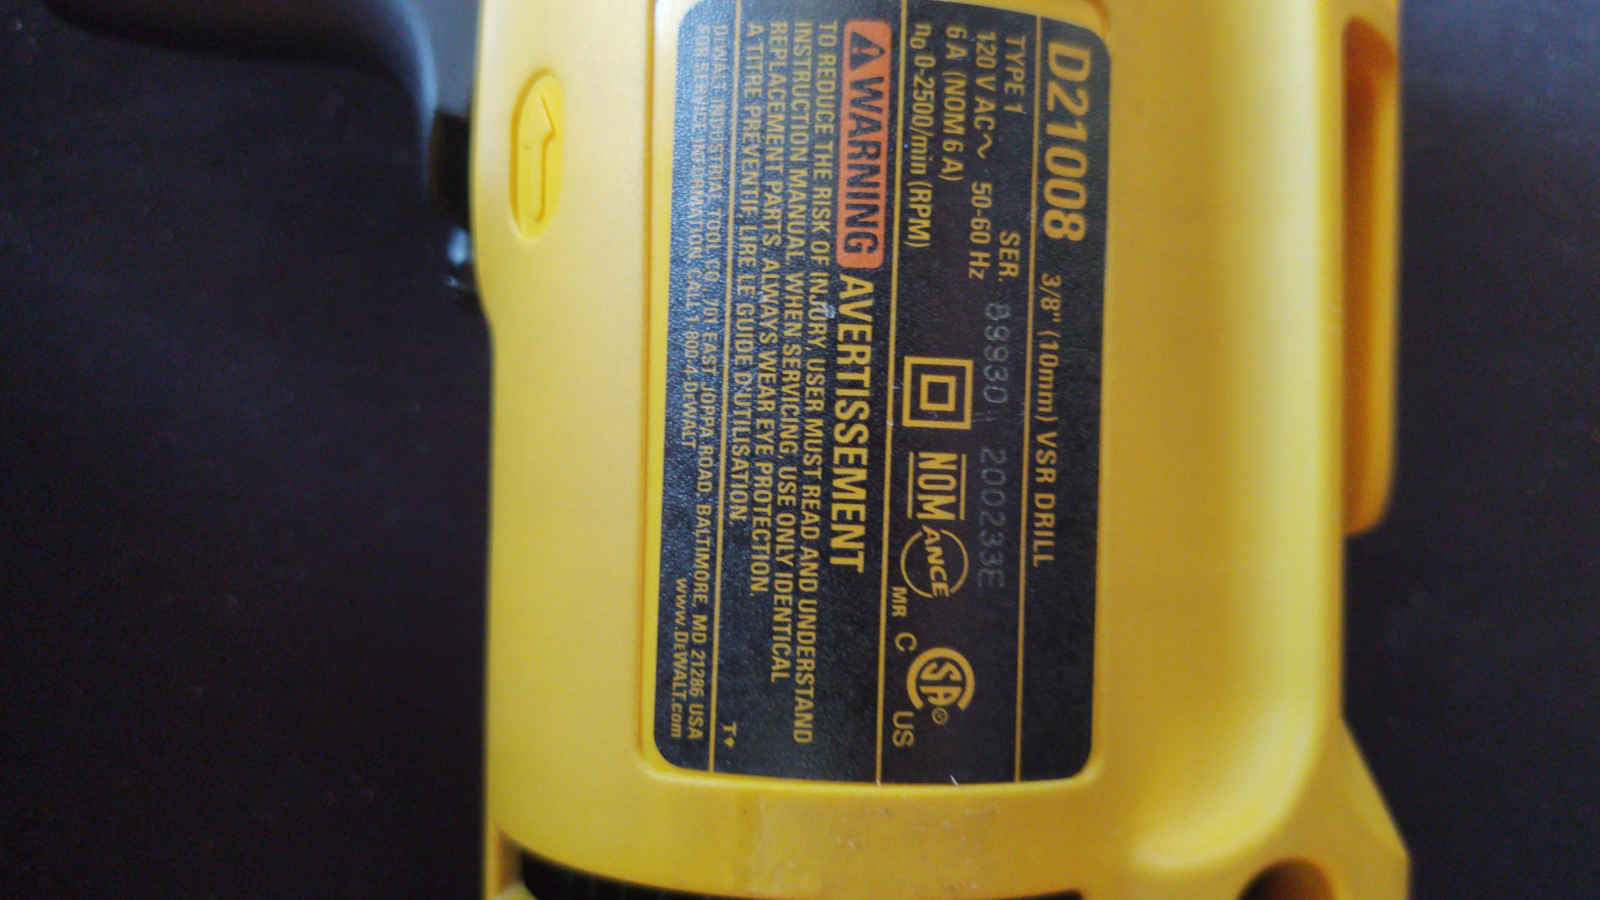 D21008 3/8" (10mm) VSR DRILL
TYPE 1 SER. 89930 200233E
120 V AC 50-60 Hz
6 A (NOM 6 A)
n0 0-2500/min (RPM)
NOM ANCE MR C SA® US
WARNING AVERTISSEMENT
TO REDUCE THE RISK OF INJURY, USER MUST READ AND UNDERSTAND
INSTRUCTION MANUAL. WHEN SERVICING, USE ONLY IDENTICAL
REPLACEMENT PARTS. ALWAYS WEAR EYE PROTECTION.
A TITRE PRÉVENTIF, LIRE LE GUIDE D'UTILISATION.
DEWALT INDUSTRIAL TOOL CO., 701 EAST JOPPA ROAD, BALTIMORE, MD 21286 USA
FOR SERVICE INFORMATION, CALL 1-800-4-DEWALT www.DEWALT.com